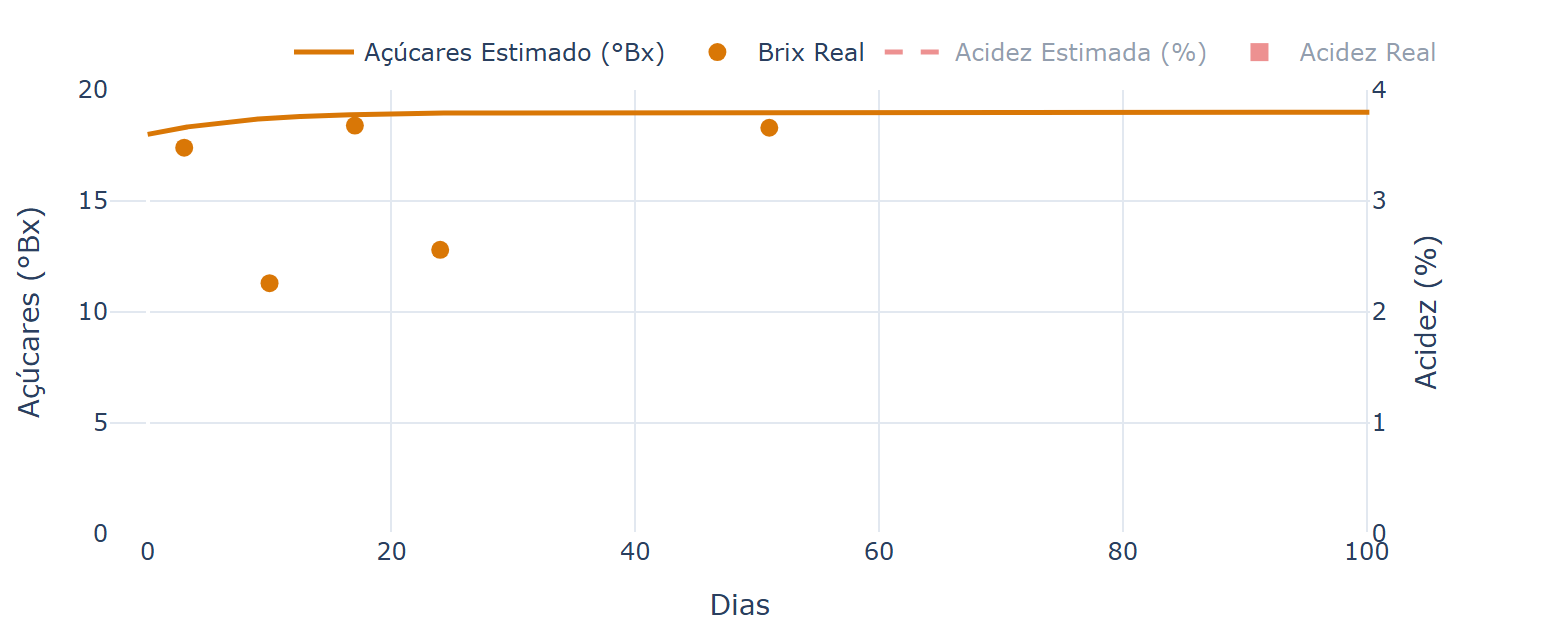 Açúcares Estimado (°Bx) Brix Real Acidez Estimada (%) Acidez Real
20
15
10
5
0
Açúcares (°Bx)
4
3
2
1
0
Acidez (%)
0 20 40 60 80 100
Dias